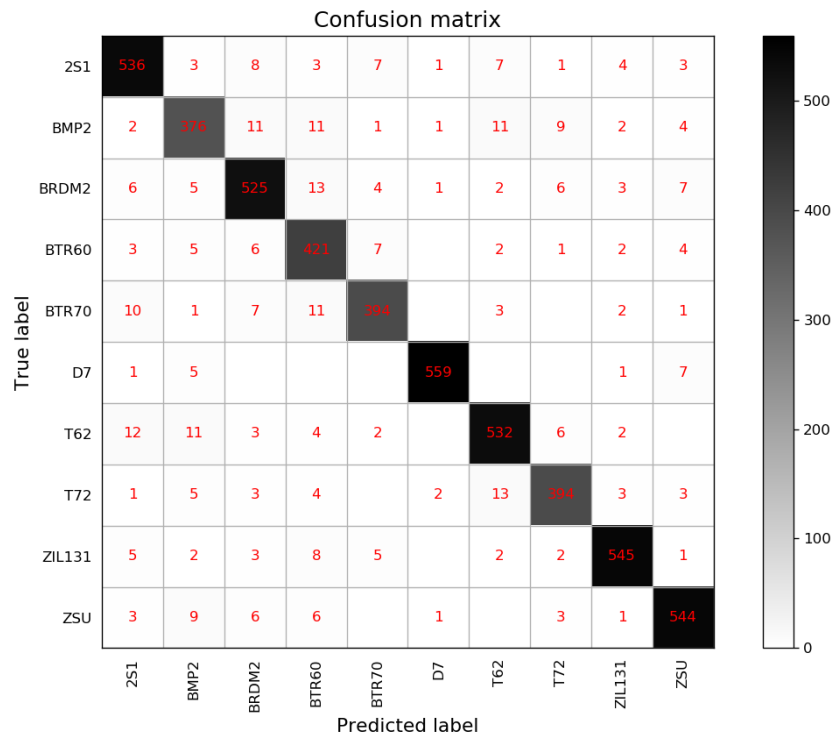 Confusion matrix
2S1 536 3 8 3 7 1 7 1 4 3
BMP2 2 376 11 11 1 1 11 9 2 4
BRDM2 6 5 525 13 4 1 2 6 3 7
BTR60 3 5 6 421 7 2 1 2 4
BTR70 10 1 7 11 394 3 2 1
D7 1 5 559 1 7
T62 12 11 3 4 2 532 6 2
T72 1 5 3 4 2 13 394 3 3
ZIL131 5 2 3 8 5 2 2 545 1
ZSU 3 9 6 6 1 3 1 544
2S1 BMP2 BRDM2 BTR60 BTR70 D7 T62 T72 ZIL131 ZSU
Predicted label
True label
500
400
300
200
100
0